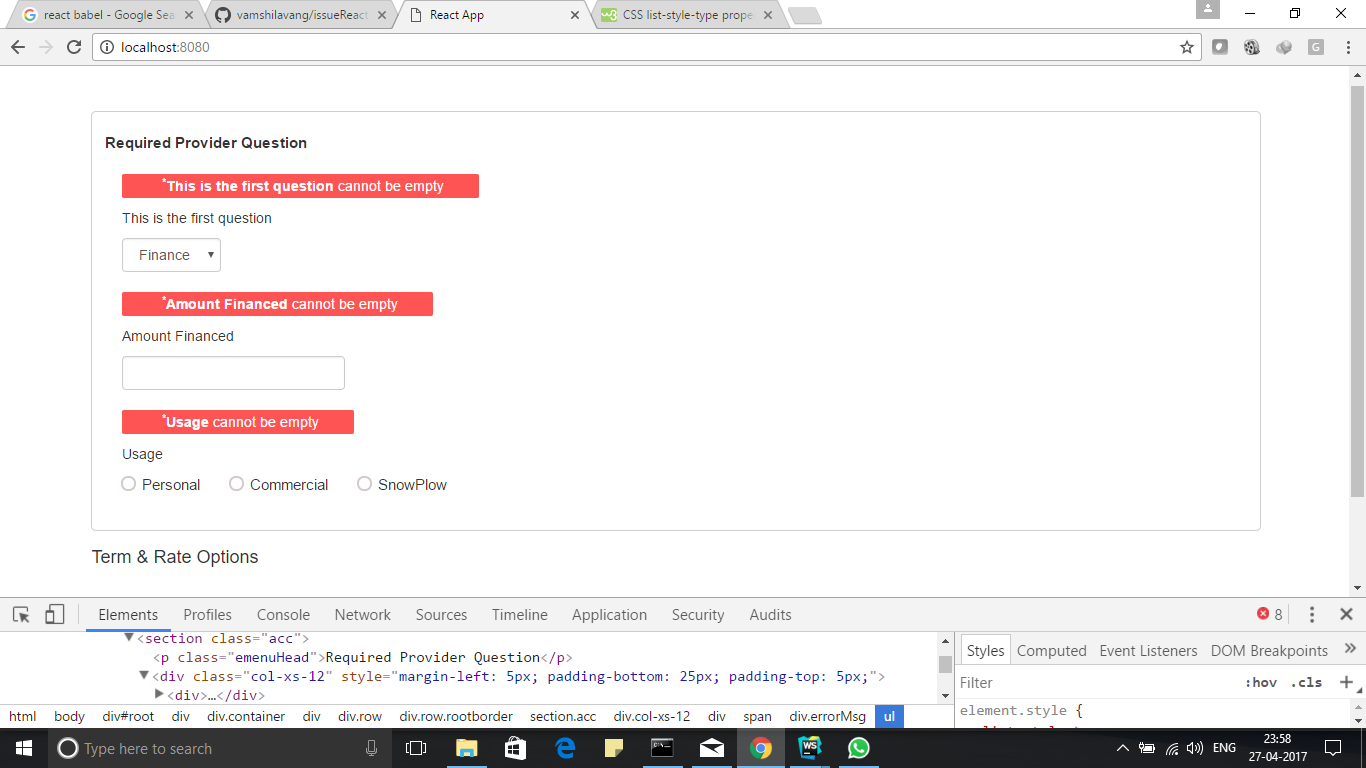 react babel - Google Sea
vamshilavang/issueReact
React App
CSS list-style-type prope
localhost:8080
Required Provider Question
*This is the first question cannot be empty
This is the first question
Finance
*Amount Financed cannot be empty
Amount Financed
*Usage cannot be empty
Usage
Personal Commercial SnowPlow
Term & Rate Options
Elements Profiles Console Network Sources Timeline Application Security Audits 8
<section class="acc">
<p class="emenuHead">Required Provider Question</p>
<div class="col-xs-12" style="margin-left: 5px; padding-bottom: 25px; padding-top: 5px;">
<div>…</div>
html body div#root div div.container div div.row div.row.rootborder section.acc div.col-xs-12 div span div.errorMsg ul
Styles Computed Event Listeners DOM Breakpoints »
Filter :hov .cls +
element.style {
Type here to search
ENG
23:58
27-04-2017